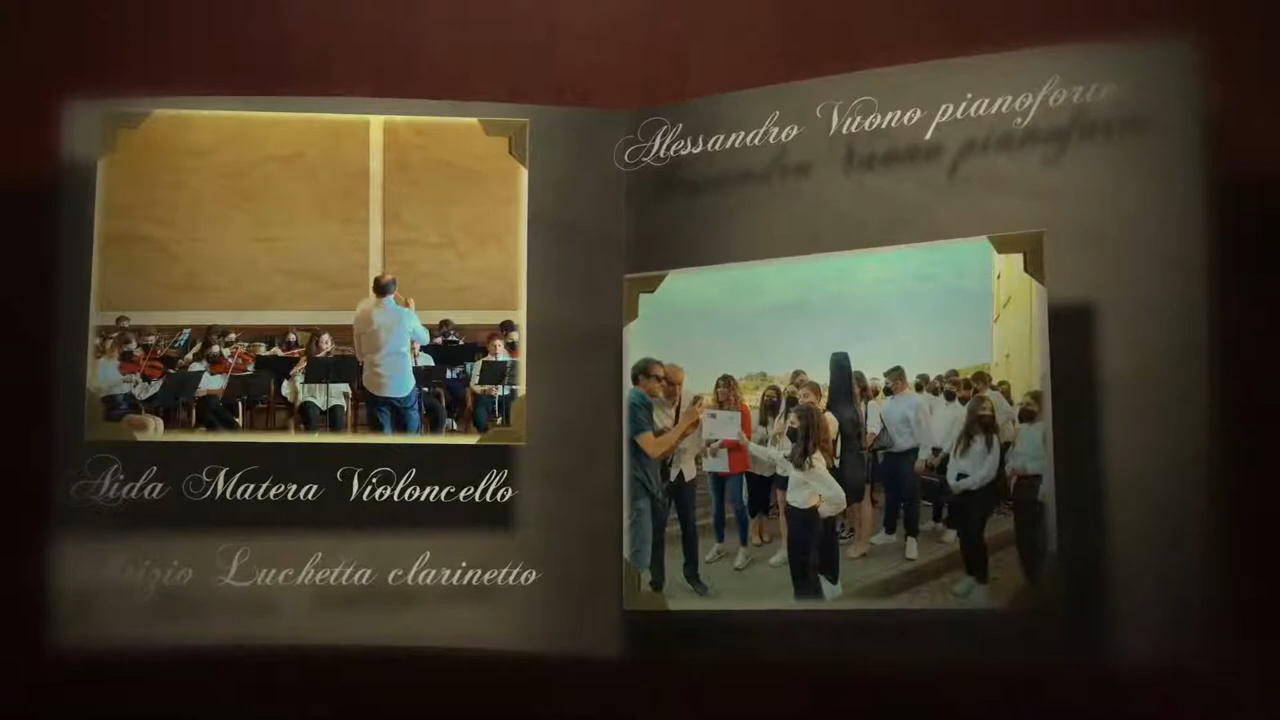 Aida Matera Violoncello
Luchetta clarinetto
Alessandro Vuono pianoforte